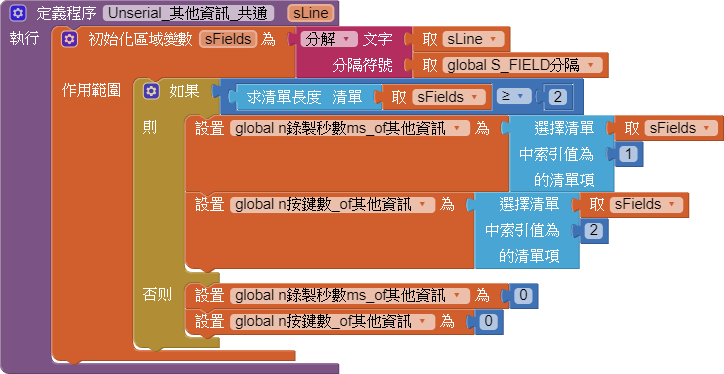 定義程序 Unserial_其他資訊_共通 sLine
執行 初始化區域變數 sFields 為 分解 文字 取 sLine
分隔符號 取 global S_FIELD分隔
作用範圍 如果 求清單長度 清單 取 sFields ≥ 2
則 設置 global n錄製秒數ms_of其他資訊 為 選擇清單 取 sFields
中索引值為 1
的清單項
設置 global n按鍵數_of其他資訊 為 選擇清單 取 sFields
中索引值為 2
的清單項
否則 設置 global n錄製秒數ms_of其他資訊 為 0
設置 global n按鍵數_of其他資訊 為 0